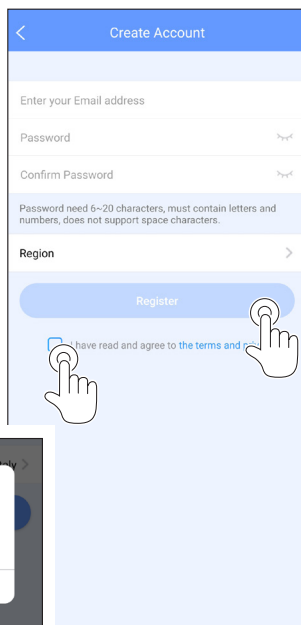 Create Account
Enter your Email address
Password
Confirm Password
Password need 6~20 characters, must contain letters and
numbers, does not support space characters.
Region
Register
I have read and agree to the terms and